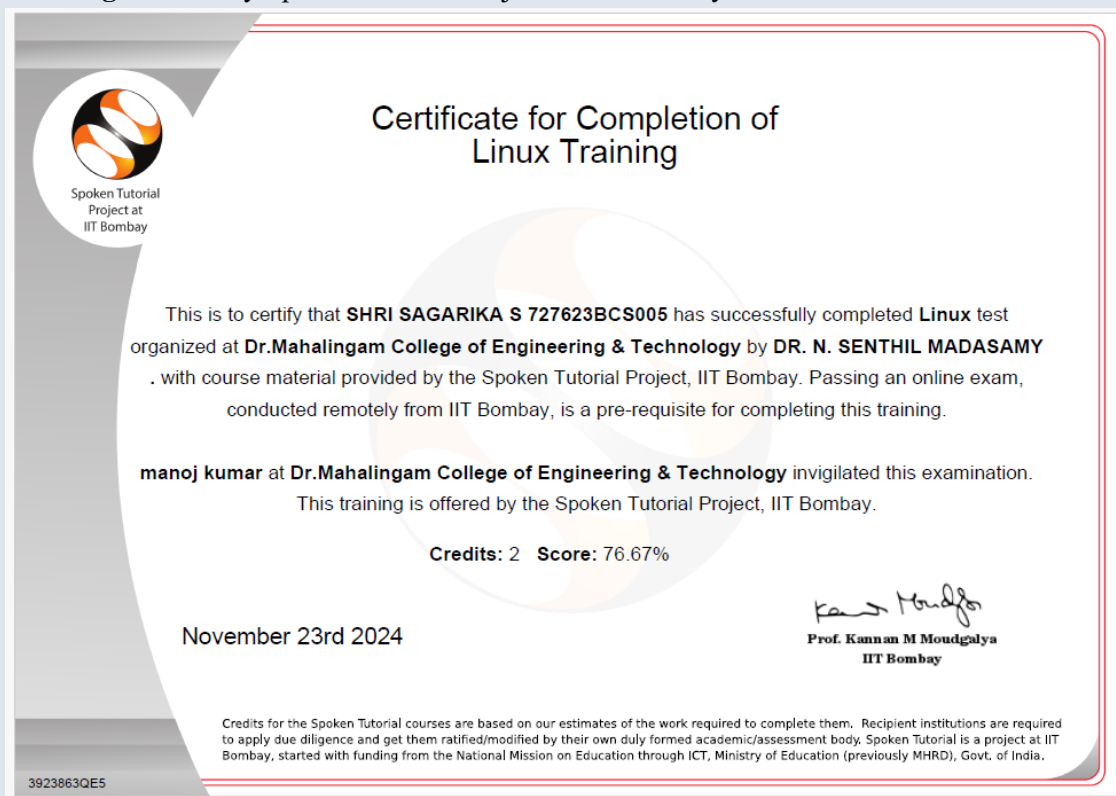 Certificate for Completion of
Linux Training
Spoken Tutorial
Project at
IIT Bombay
This is to certify that SHRI SAGARIKA S 727623BCS005 has successfully completed Linux test
organized at Dr.Mahalingam College of Engineering & Technology by DR. N. SENTHIL MADASAMY
. with course material provided by the Spoken Tutorial Project, IIT Bombay. Passing an online exam,
conducted remotely from IIT Bombay, is a pre-requisite for completing this training.
manoj kumar at Dr.Mahalingam College of Engineering & Technology invigilated this examination.
This training is offered by the Spoken Tutorial Project, IIT Bombay.
Credits: 2 Score: 76.67%
November 23rd 2024
Prof. Kannan M Moudgalya
IIT Bombay
Credits for the Spoken Tutorial courses are based on our estimates of the work required to complete them. Recipient institutions are required
to apply due diligence and get them ratified/modified by their own duly formed academic/assessment body. Spoken Tutorial is a project at IIT
Bombay, started with funding from the National Mission on Education through ICT, Ministry of Education (previously MHRD), Govt. of India.
3923863QE5